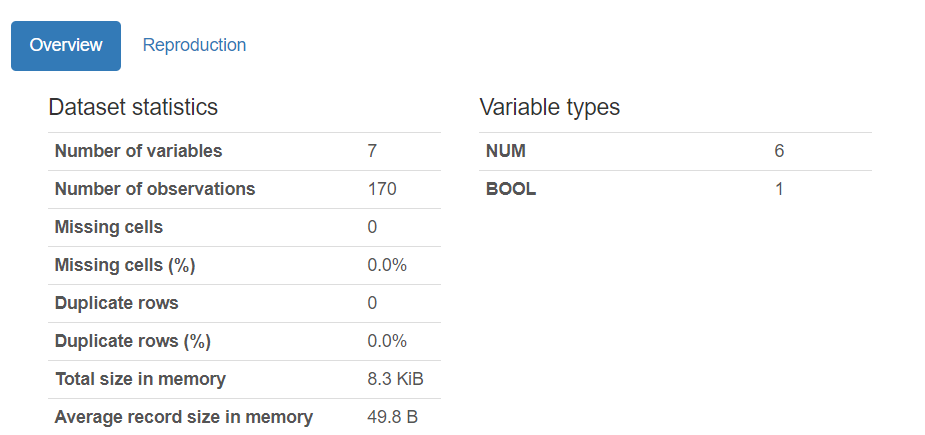 Overview Reproduction
Dataset statistics
Number of variables 7
Number of observations 170
Missing cells 0
Missing cells (%) 0.0%
Duplicate rows 0
Duplicate rows (%) 0.0%
Total size in memory 8.3 KiB
Average record size in memory 49.8 B
Variable types
NUM 6
BOOL 1